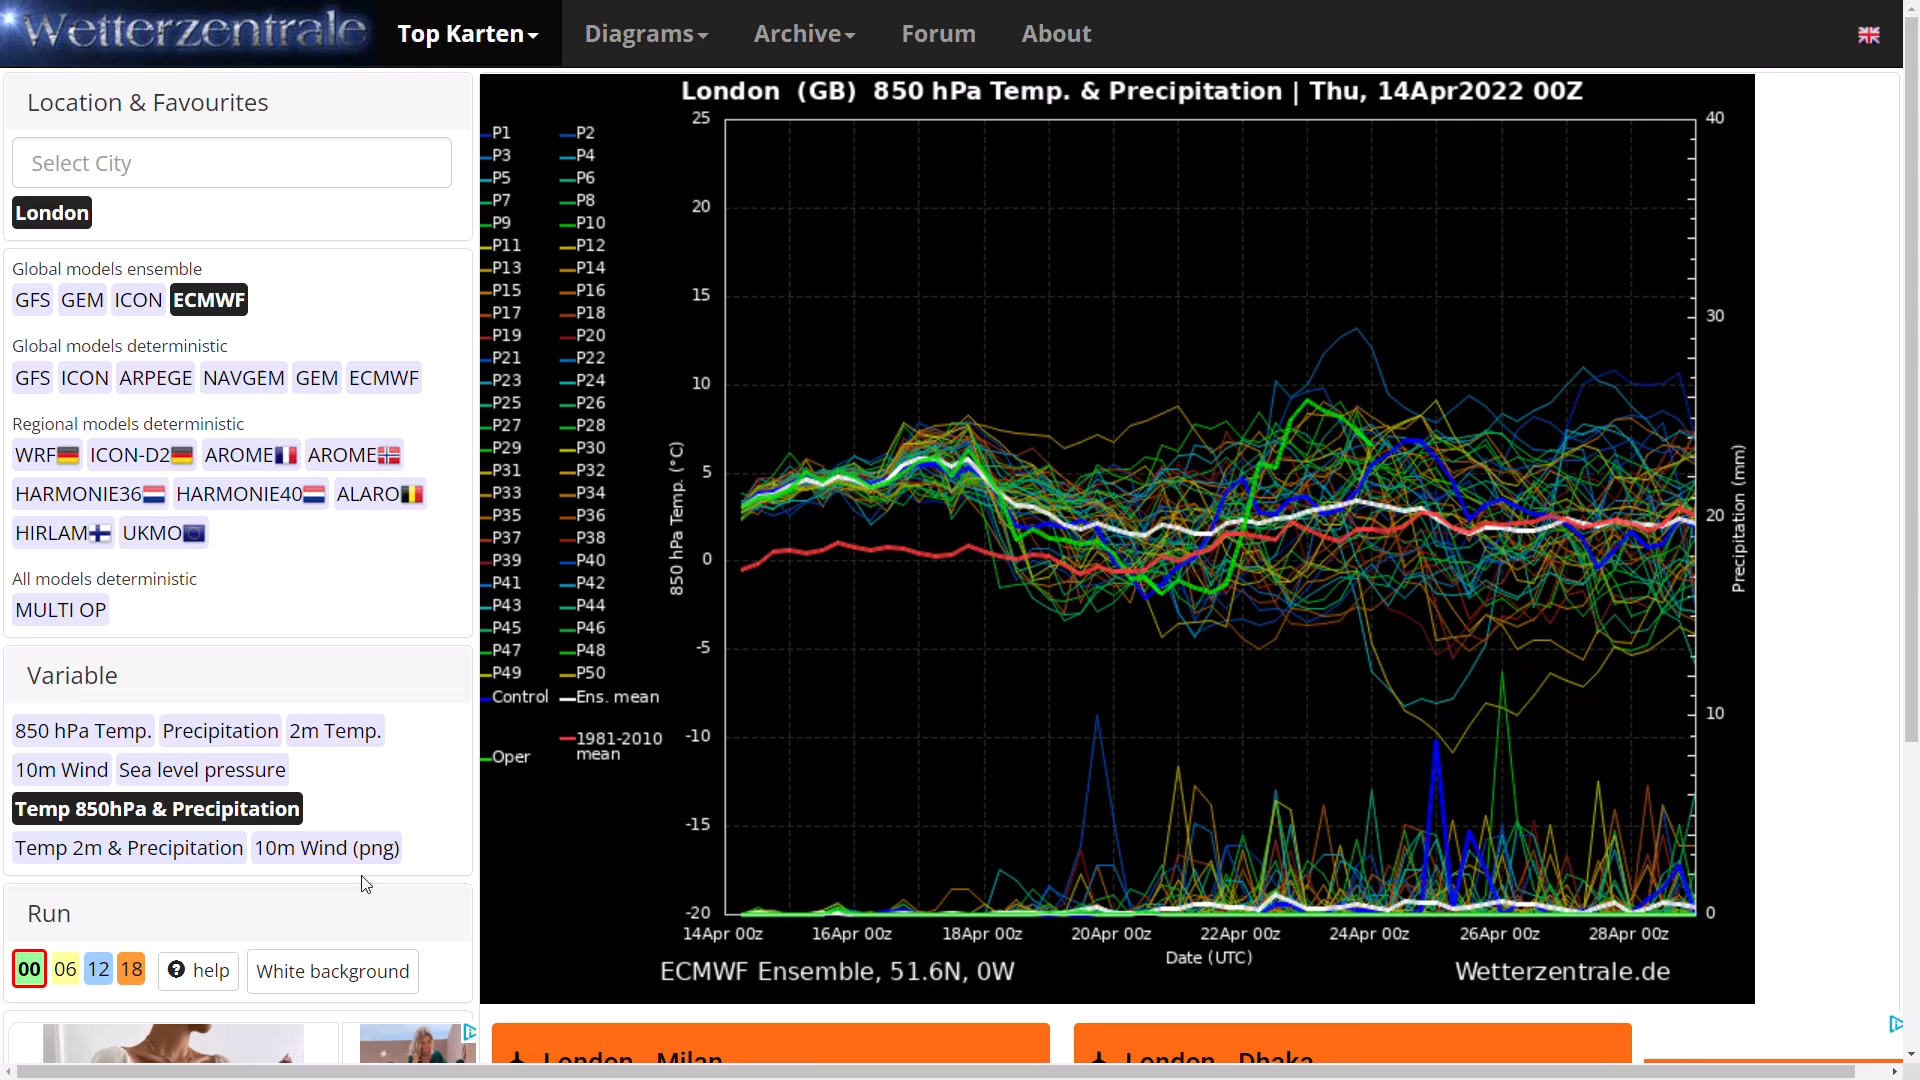 Wetterzentrale
Top Karten
Diagrams
Archive
Forum
About
Location & Favourites
Select City
London
Global models ensemble
GFS GEM ICON ECMWF
Global models deterministic
GFS ICON ARPEGE NAVGEM GEM ECMWF
Regional models deterministic
WRF ICON-D2 AROME AROME
HARMONIE36 HARMONIE40 ALARO
HIRLAM UKMO
All models deterministic
MULTI OP
Variable
850 hPa Temp. Precipitation 2m Temp.
10m Wind Sea level pressure
Temp 850hPa & Precipitation
Temp 2m & Precipitation 10m Wind (png)
Run
00 06 12 18 help White background
London (GB) 850 hPa Temp. & Precipitation | Thu, 14Apr2022 00Z
P1 P2
P3 P4
P5 P6
P7 P8
P9 P10
P11 P12
P13 P14
P15 P16
P17 P18
P19 P20
P21 P22
P23 P24
P25 P26
P27 P28
P29 P30
P31 P32
P33 P34
P35 P36
P37 P38
P39 P40
P41 P42
P43 P44
P45 P46
P47 P48
P49 P50
Control Ens. mean
1981-2010
mean
Oper
850 hPa Temp. (°C)
25
20
15
10
5
0
-5
-10
-15
-20
40
30
20
10
0
Precipitation (mm)
14Apr 00z 16Apr 00z 18Apr 00z 20Apr 00z 22Apr 00z 24Apr 00z 26Apr 00z 28Apr 00z
Date (UTC)
ECMWF Ensemble, 51.6N, 0W
Wetterzentrale.de
London - Milan
London - Dhaka